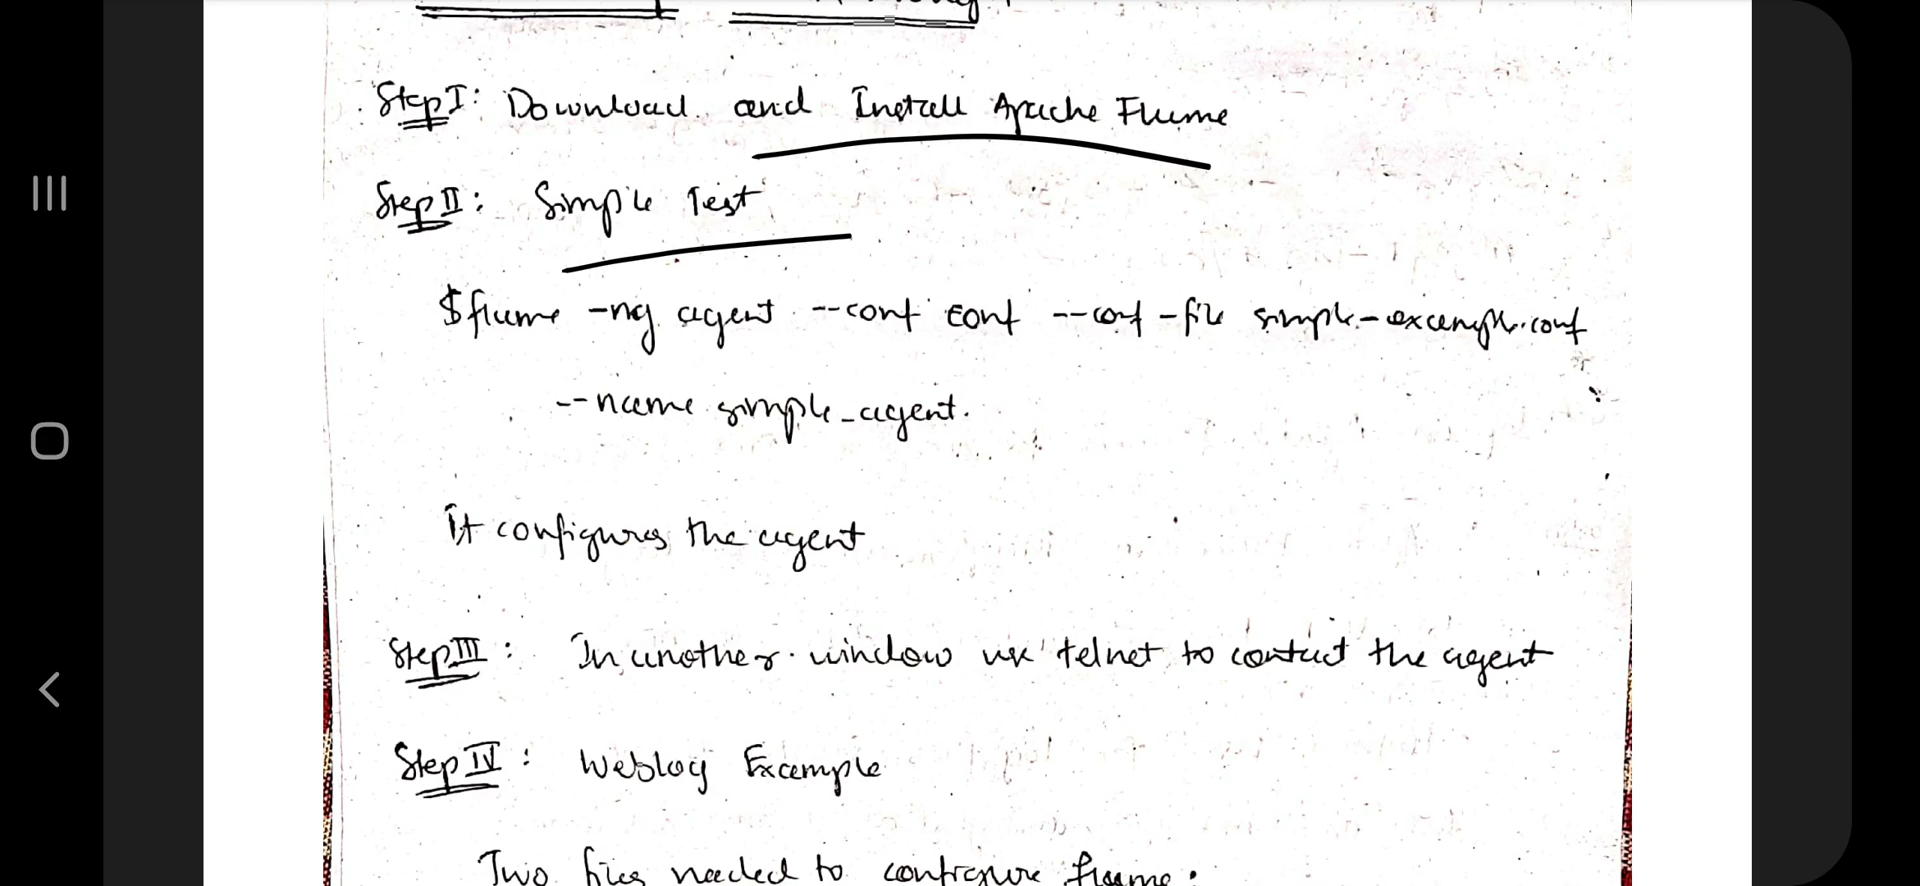 Step I: Download and Install Apache Flume
Step II: Simple Test
$flume -ng agent --conf conf --conf -file simple-example.conf
--name simple_agent.
It configures the agent
Step III: In another window use telnet to contact the agent
Step IV: Weblog Example
Two files needed to configure flume: